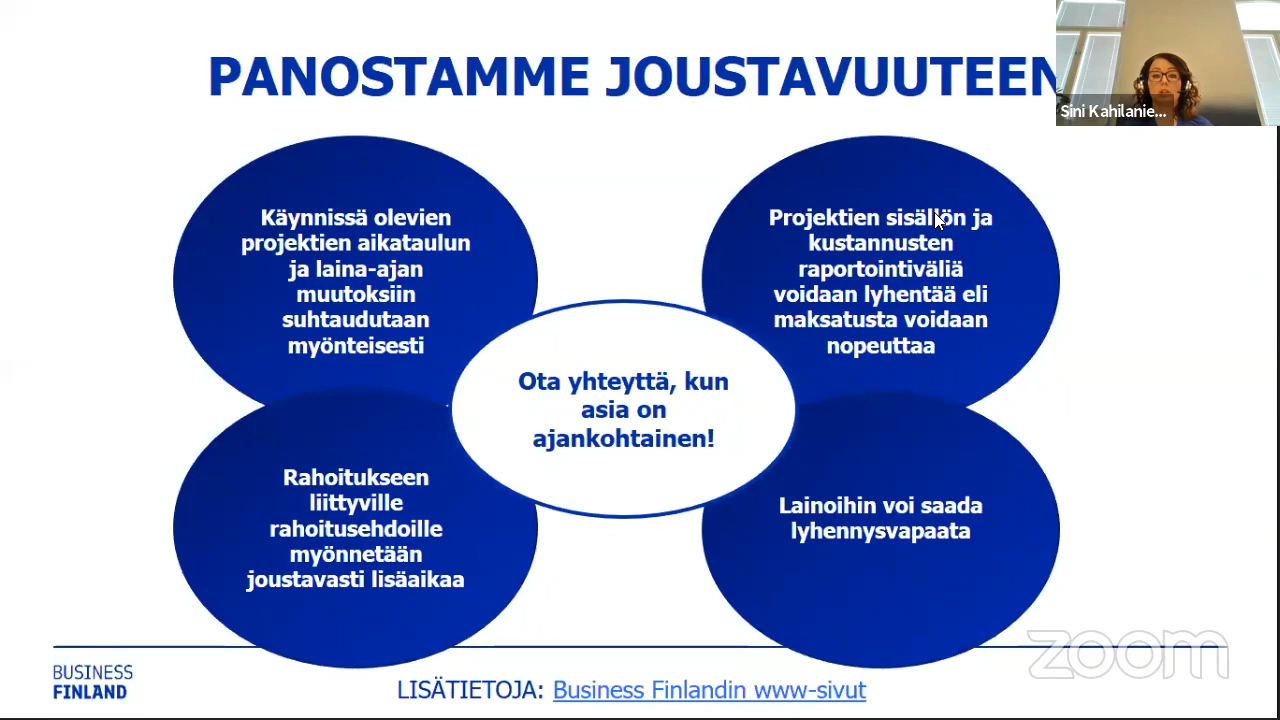 PANOSTAMME JOUSTAVUUTEEN
Sini Kahilanie...
Käynnissä olevien
projektien aikataulun
ja laina-ajan
muutoksiin
suhtaudutaan
myönteisesti
Projektien sisällön ja
kustannusten
raportointiväliä
voidaan lyhentää eli
maksatusta voidaan
nopeuttaa
Ota yhteyttä, kun
asia on
ajankohtainen!
Rahoitukseen
liittyville
rahoitusehdoille
myönnetään
joustavasti lisäaikaa
Lainoihin voi saada
lyhennysvapaata
BUSINESS
FINLAND
LISÄTIETOJA: Business Finlandin www-sivut
zoom